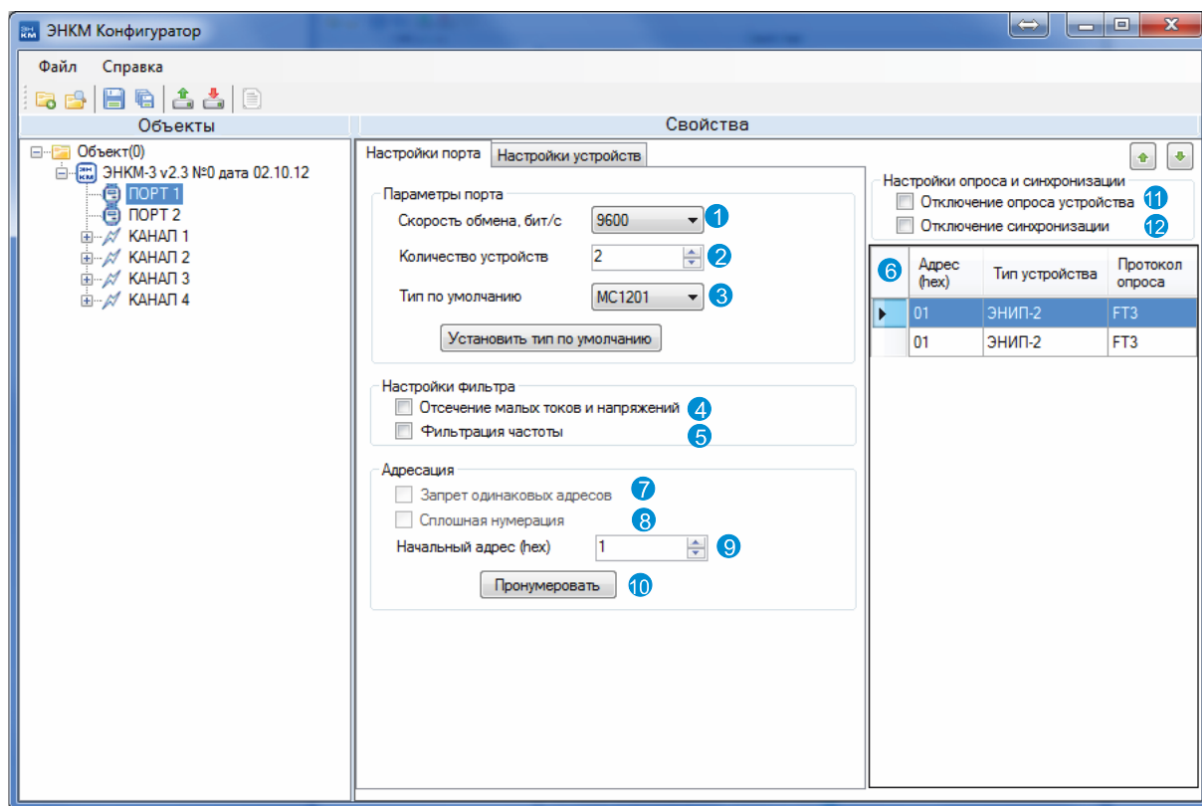 ЭНКМ Конфигуратор
Файл Справка
Объекты
Свойства
Объект(0)
ЭНКМ-3 v2.3 №0 дата 02.10.12
ПОРТ 1
ПОРТ 2
КАНАЛ 1
КАНАЛ 2
КАНАЛ 3
КАНАЛ 4
Настройки порта Настройки устройств
Параметры порта
Скорость обмена, бит/с 9600 1
Количество устройств 2 2
Тип по умолчанию MC1201 3
Установить тип по умолчанию
Настройки фильтра
Отсечение малых токов и напряжений 4
Фильтрация частоты 5
Адресация
Запрет одинаковых адресов 7
Сплошная нумерация 8
Начальный адрес (hex) 1 9
Пронумеровать 10
Настройки опроса и синхронизации
Отключение опроса устройства 11
Отключение синхронизации 12
6 Адрес (hex) Тип устройства Протокол опроса
01 ЭНИП-2 FT3
01 ЭНИП-2 FT3